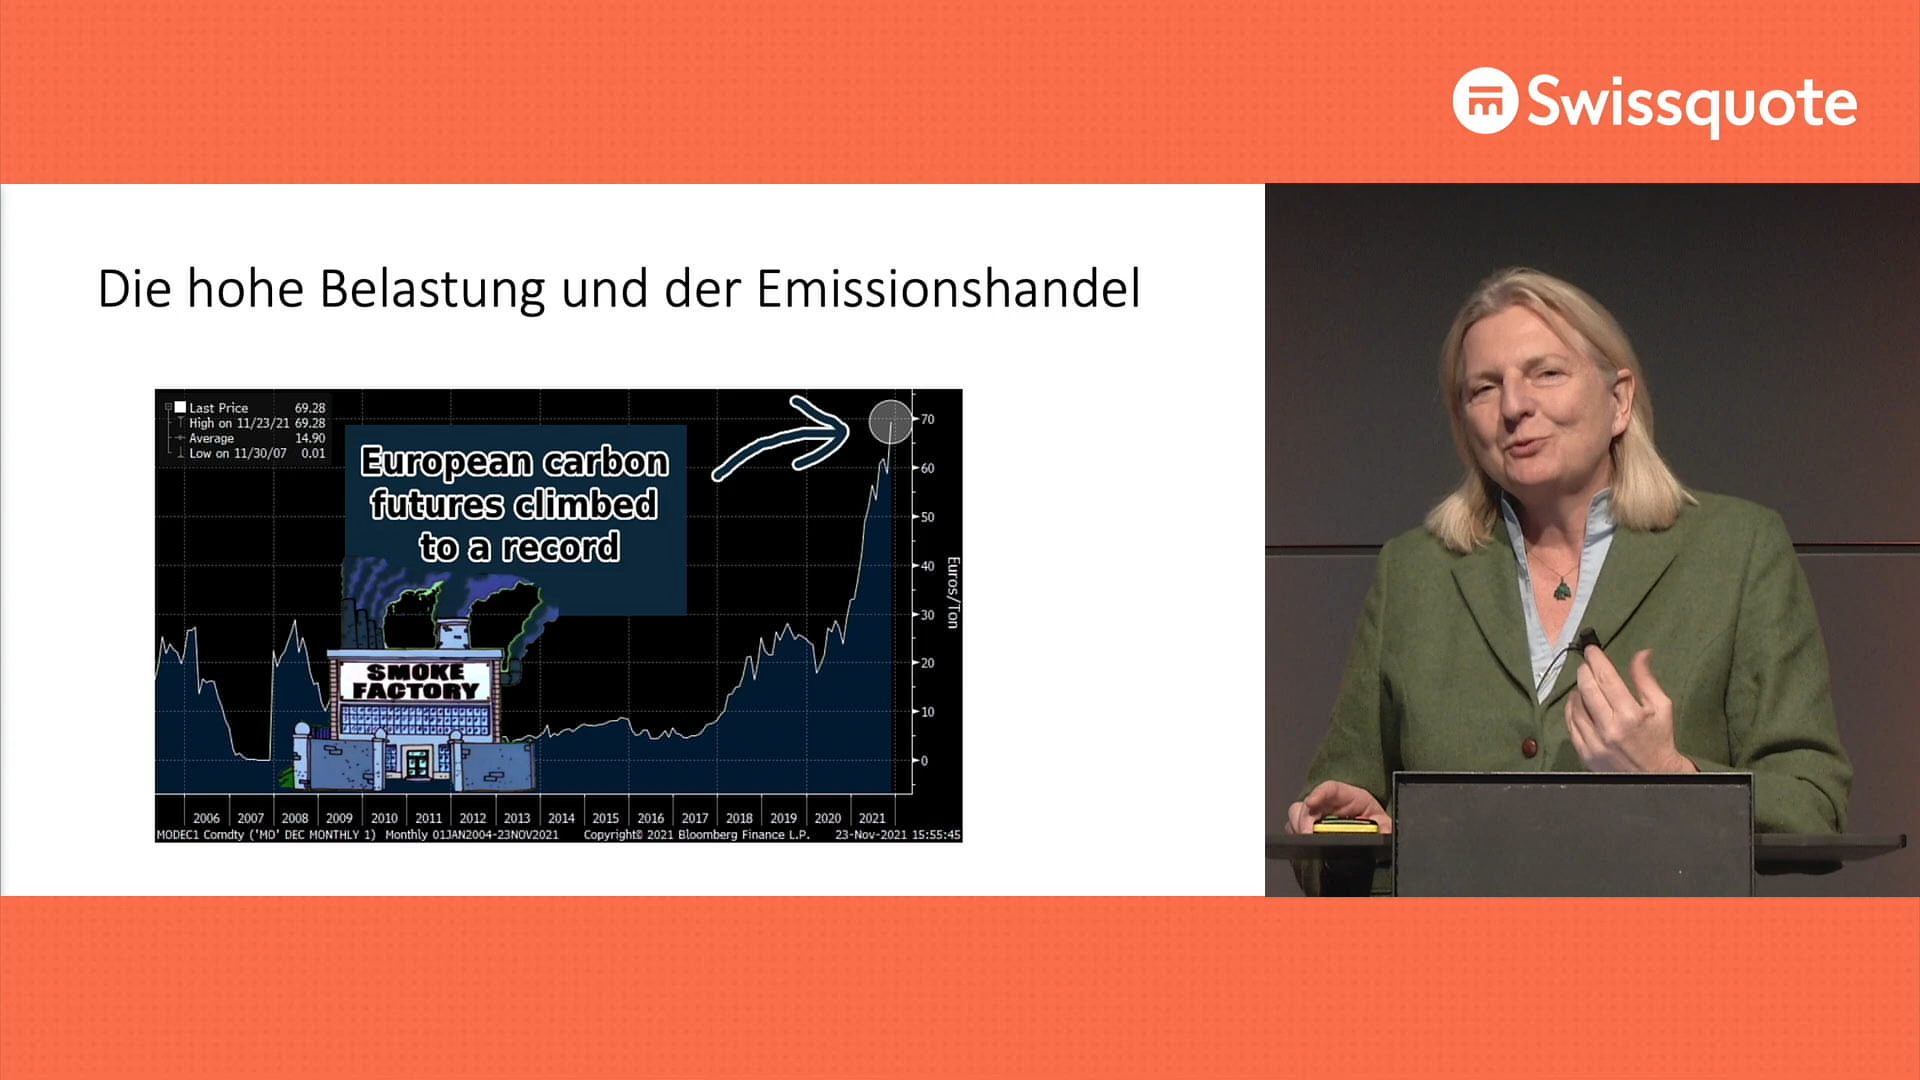 Swissquote
Die hohe Belastung und der Emissionshandel
Last Price 69.28
High on 11/23/21 69.28
Average 14.90
Low on 11/30/07 0.01
European carbon
futures climbed
to a record
SMOKE
FACTORY
70
60
50
40
30
20
10
0
Euros/Ton
2006 2007 2008 2009 2010 2011 2012 2013 2014 2015 2016 2017 2018 2019 2020 2021
MODEC1 Comdty ('MO' DEC MONTHLY 1) Monthly 01JAN2004-23NOV2021 Copyright© 2021 Bloomberg Finance L.P. 23-Nov-2021 15:55:45